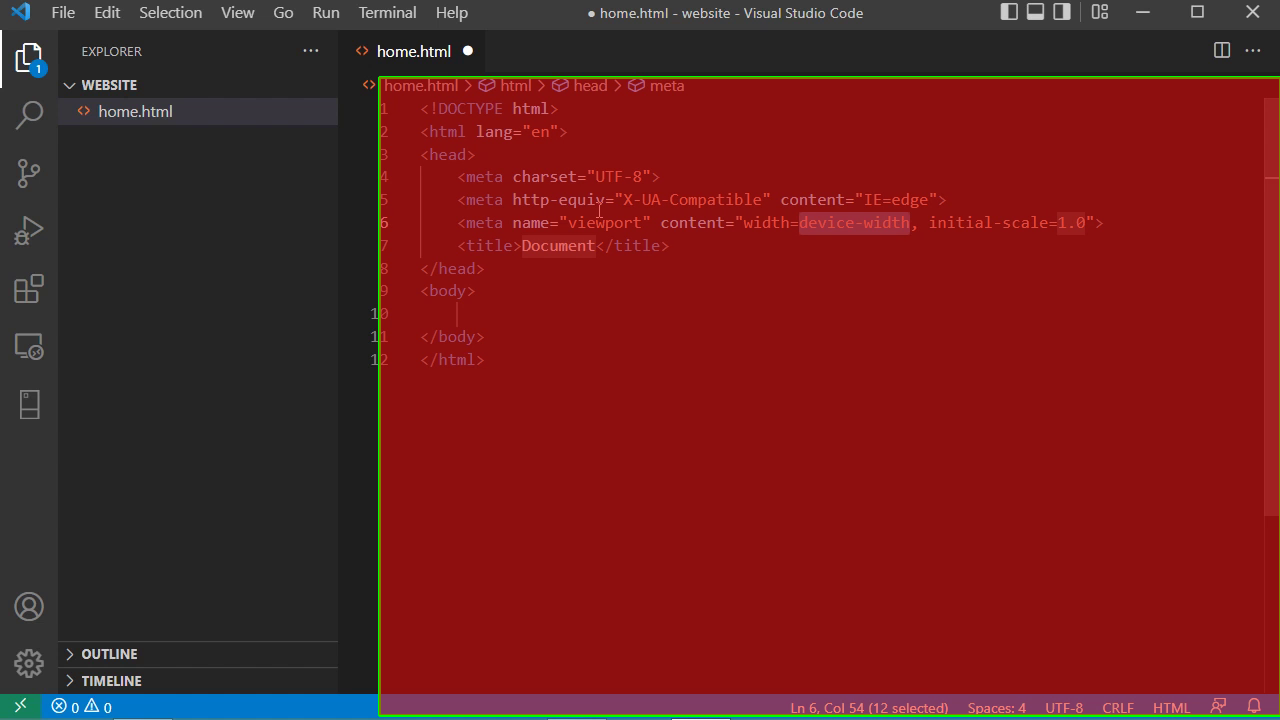 File Edit Selection View Go Run Terminal Help ● home.html - website - Visual Studio Code
EXPLORER
home.html
1
WEBSITE
home.html
home.html > html > head > meta
1 <!DOCTYPE html>
2 <html lang="en">
3 <head>
4 <meta charset="UTF-8">
5 <meta http-equiv="X-UA-Compatible" content="IE=edge">
6 <meta name="viewport" content="width=device-width, initial-scale=1.0">
7 <title>Document</title>
8 </head>
9 <body>
10
11 </body>
12 </html>
OUTLINE
TIMELINE
0 0 Ln 6, Col 54 (12 selected) Spaces: 4 UTF-8 CRLF HTML